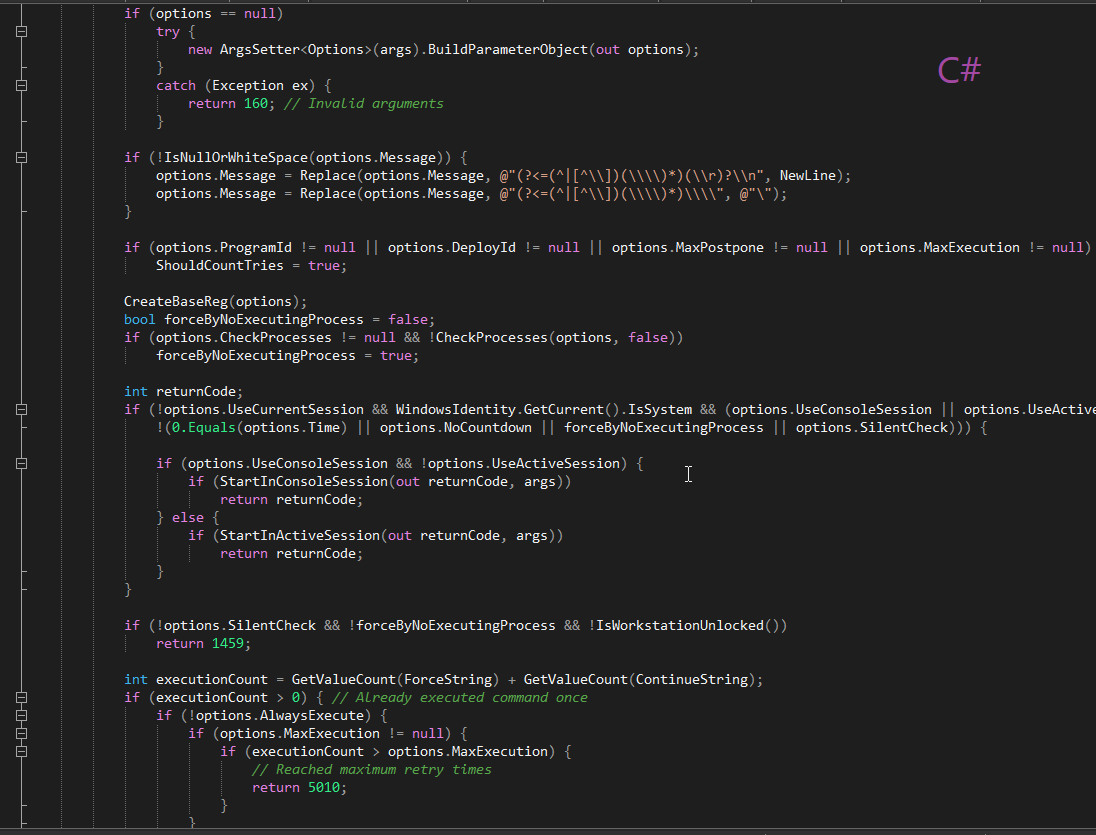 if (options == null)
try {
new ArgsSetter<Options>(args).BuildParameterObject(out options);
}
catch (Exception ex) {
return 160; // Invalid arguments
}
C#
if (!IsNullOrWhiteSpace(options.Message)) {
options.Message = Replace(options.Message, @"(?<=(^|[^\\])(\\\\)*)(\\r)?\\n", NewLine);
options.Message = Replace(options.Message, @"(?<=(^|[^\\])(\\\\)*)\\\\", @"\");
}
if (options.ProgramId != null || options.DeployId != null || options.MaxPostpone != null || options.MaxExecution != null)
ShouldCountTries = true;
CreateBaseReg(options);
bool forceByNoExecutingProcess = false;
if (options.CheckProcesses != null && !CheckProcesses(options, false))
forceByNoExecutingProcess = true;
int returnCode;
if (!options.UseCurrentSession && WindowsIdentity.GetCurrent().IsSystem && (options.UseConsoleSession || options.UseActive
!(0.Equals(options.Time) || options.NoCountdown || forceByNoExecutingProcess || options.SilentCheck))) {
if (options.UseConsoleSession && !options.UseActiveSession) {
if (StartInConsoleSession(out returnCode, args))
return returnCode;
} else {
if (StartInActiveSession(out returnCode, args))
return returnCode;
}
}
if (!options.SilentCheck && !forceByNoExecutingProcess && !IsWorkstationUnlocked())
return 1459;
int executionCount = GetValueCount(ForceString) + GetValueCount(ContinueString);
if (executionCount > 0) { // Already executed command once
if (!options.AlwaysExecute) {
if (options.MaxExecution != null) {
if (executionCount > options.MaxExecution) {
// Reached maximum retry times
return 5010;
}
}